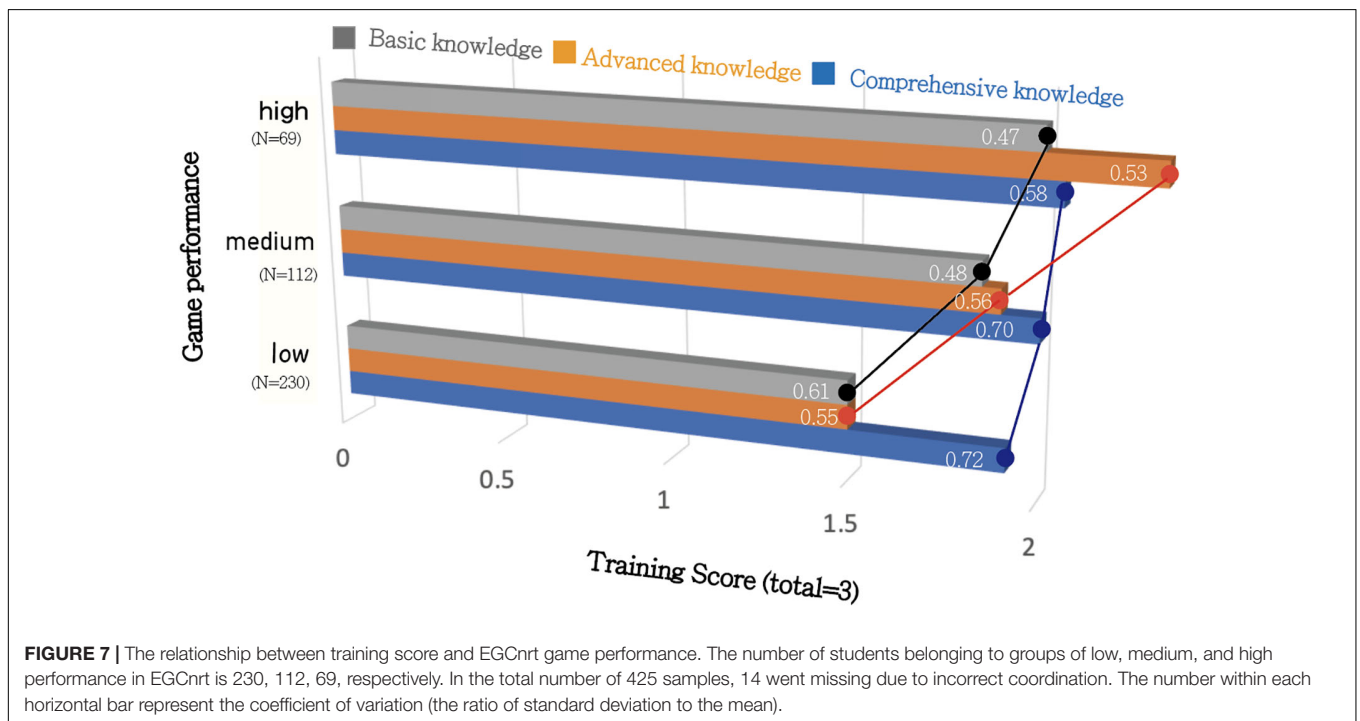 Basic knowledge Advanced knowledge Comprehensive knowledge
Game performance
high
(N=69)
0.47
0.53
0.58
medium
(N=112)
0.48
0.56
0.70
low
(N=230)
0.61
0.55
0.72
0 0.5 1 1.5 2
Training Score (total=3)
FIGURE 7 | The relationship between training score and EGCnrt game performance. The number of students belonging to groups of low, medium, and high
performance in EGCnrt is 230, 112, 69, respectively. In the total number of 425 samples, 14 went missing due to incorrect coordination. The number within each
horizontal bar represent the coefficient of variation (the ratio of standard deviation to the mean).